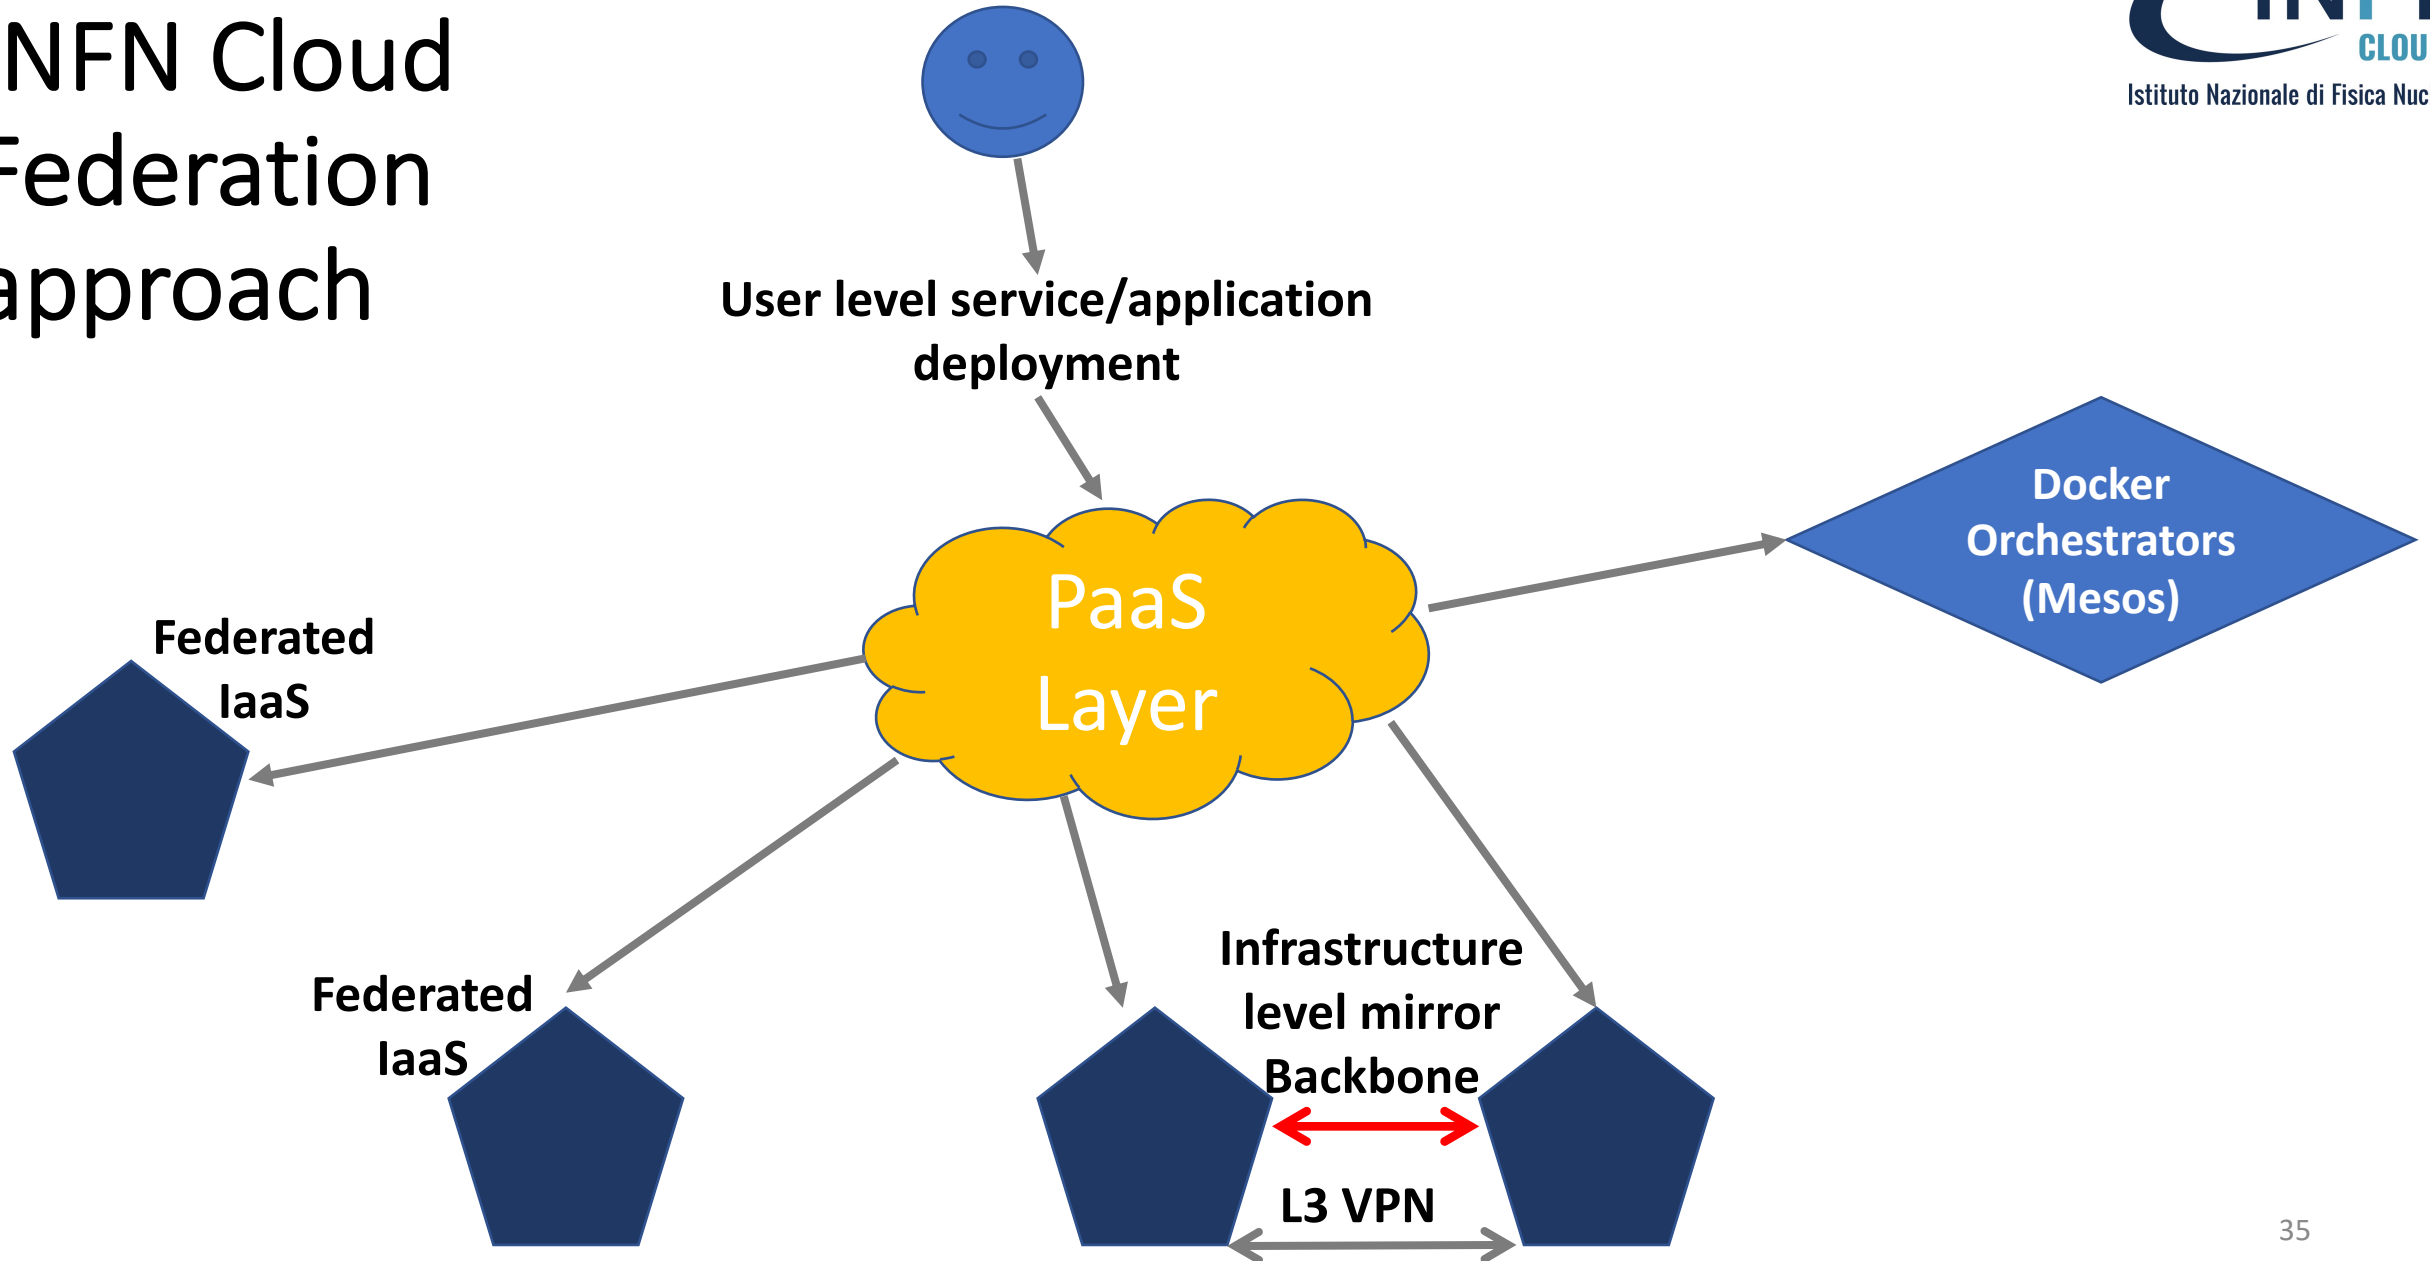 NFN Cloud
Federation
approach
CLOU
Istituto Nazionale di Fisica Nuc
User level service/application
deployment
Docker
Orchestrators
(Mesos)
PaaS
Layer
Federated
IaaS
Federated
IaaS
Infrastructure
level mirror
Backbone
L3 VPN
35